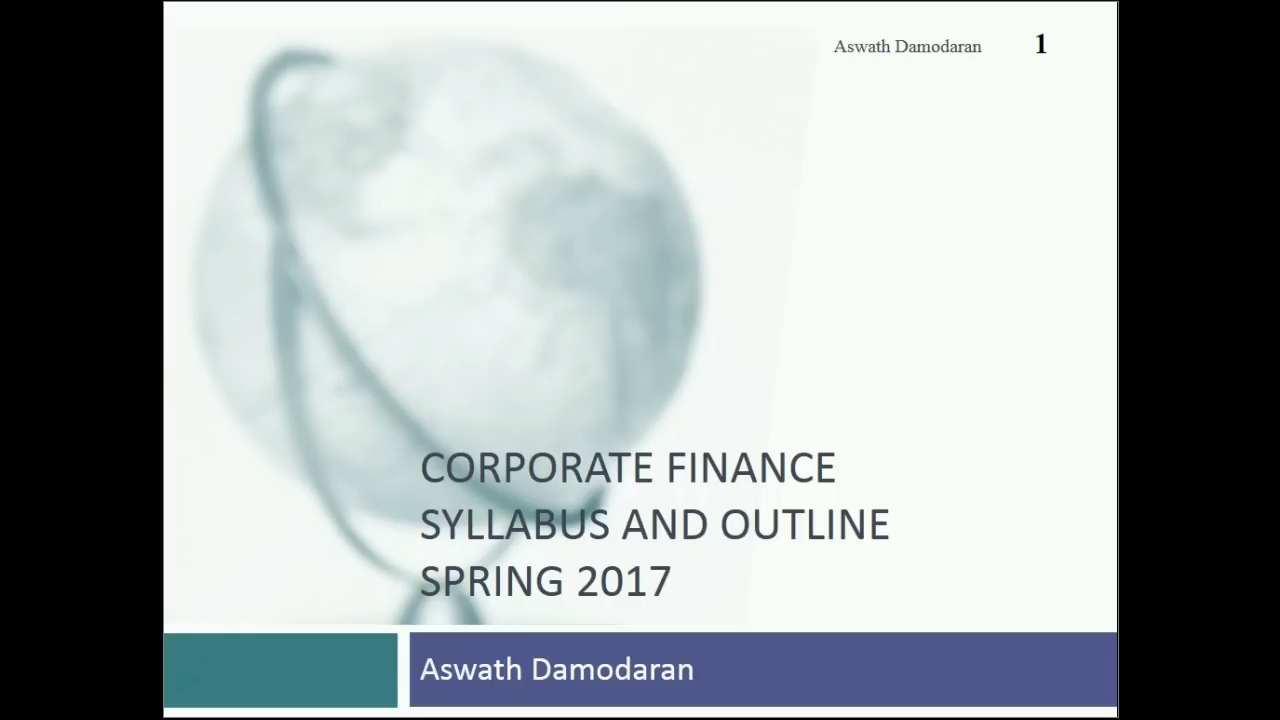 Aswath Damodaran 1
CORPORATE FINANCE
SYLLABUS AND OUTLINE
SPRING 2017
Aswath Damodaran